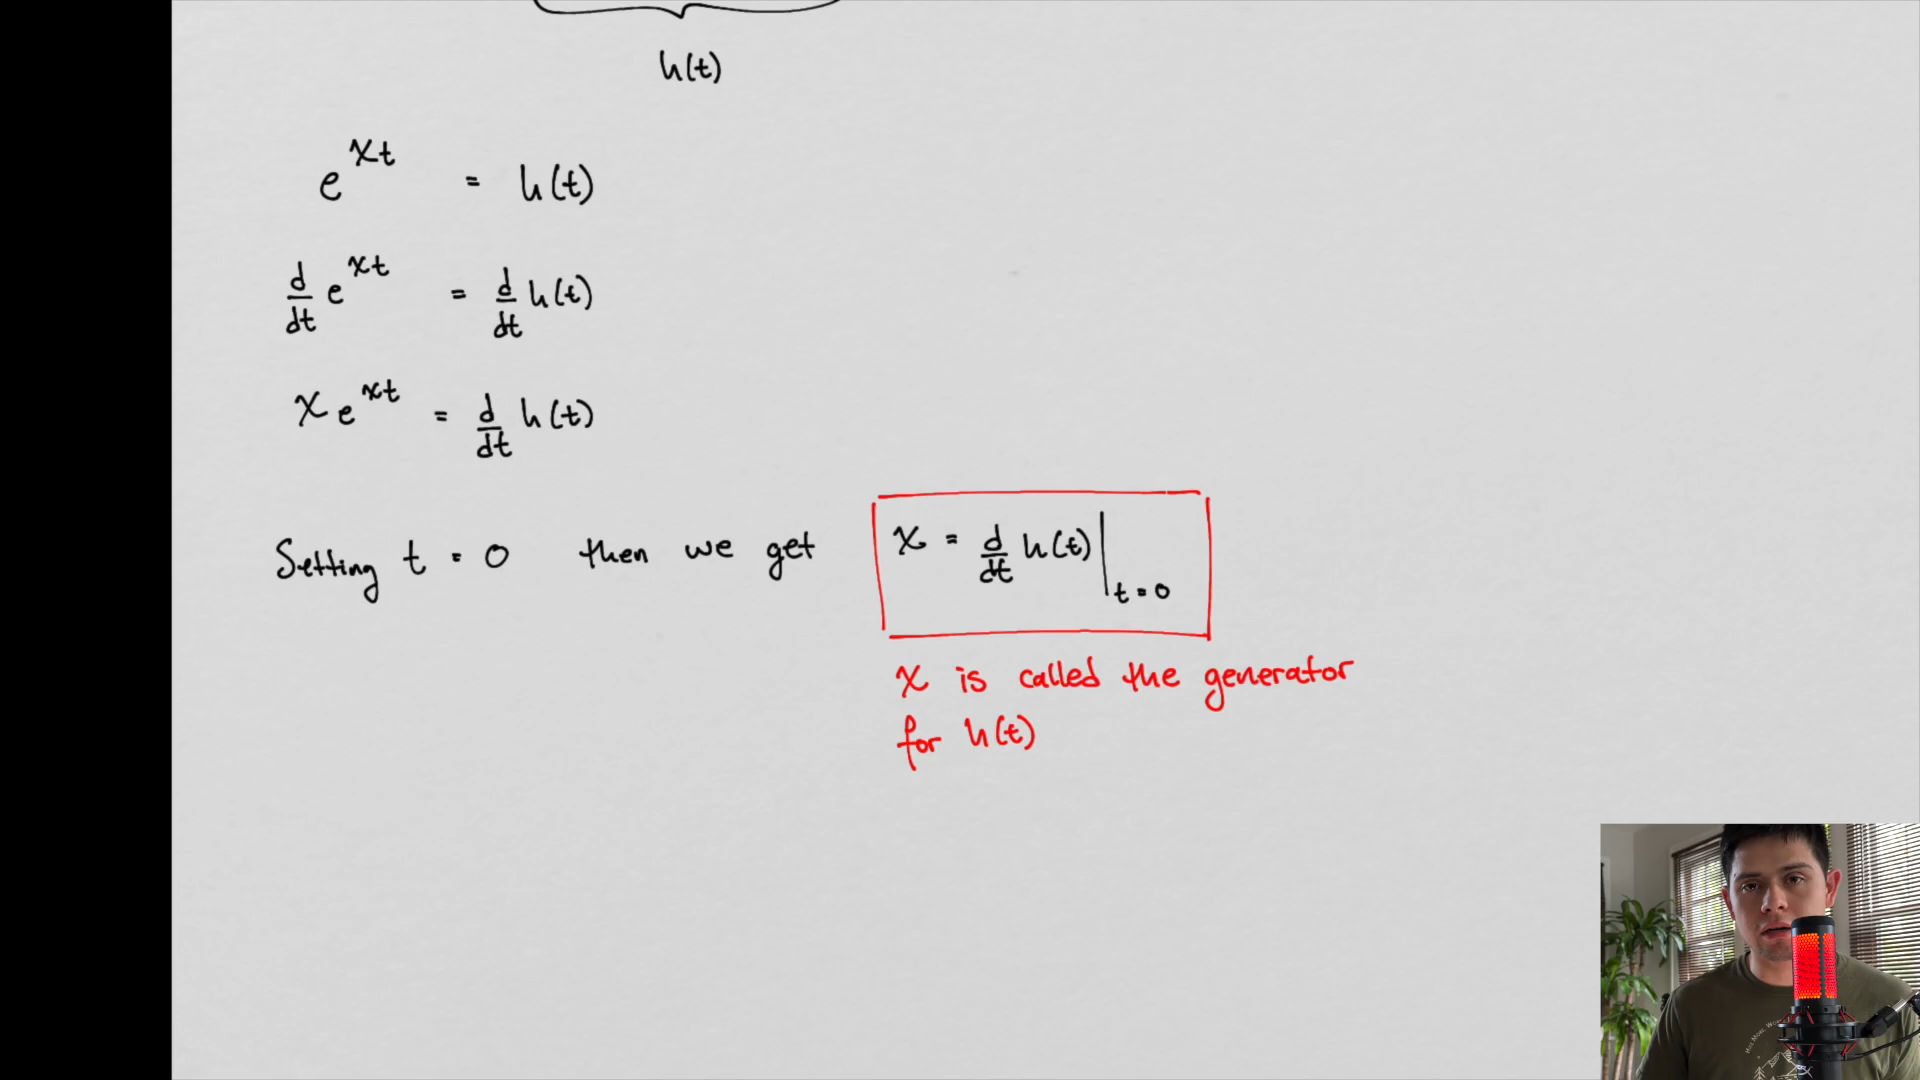 h(t)
e^{Xt} = h(t)
d/dt e^{Xt} = d/dt h(t)
X e^{Xt} = d/dt h(t)
Setting t = 0 then we get X = d/dt h(t) |_{t = 0}
X is called the generator
for h(t)